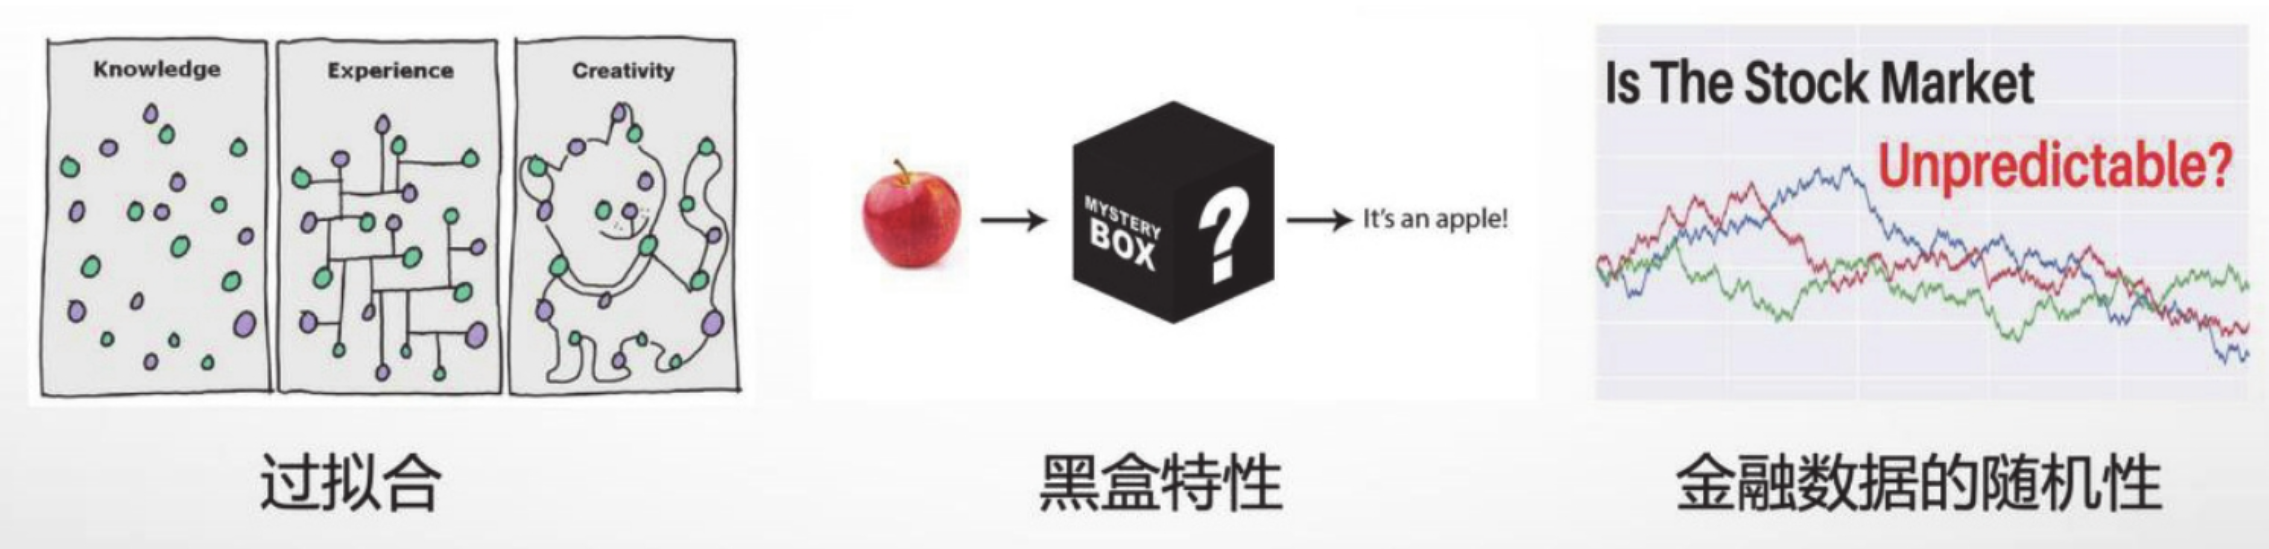 Knowledge
Experience
Creativity
过拟合
MYSTERY
BOX
?
It's an apple!
黑盒特性
Is The Stock Market
Unpredictable?
金融数据的随机性